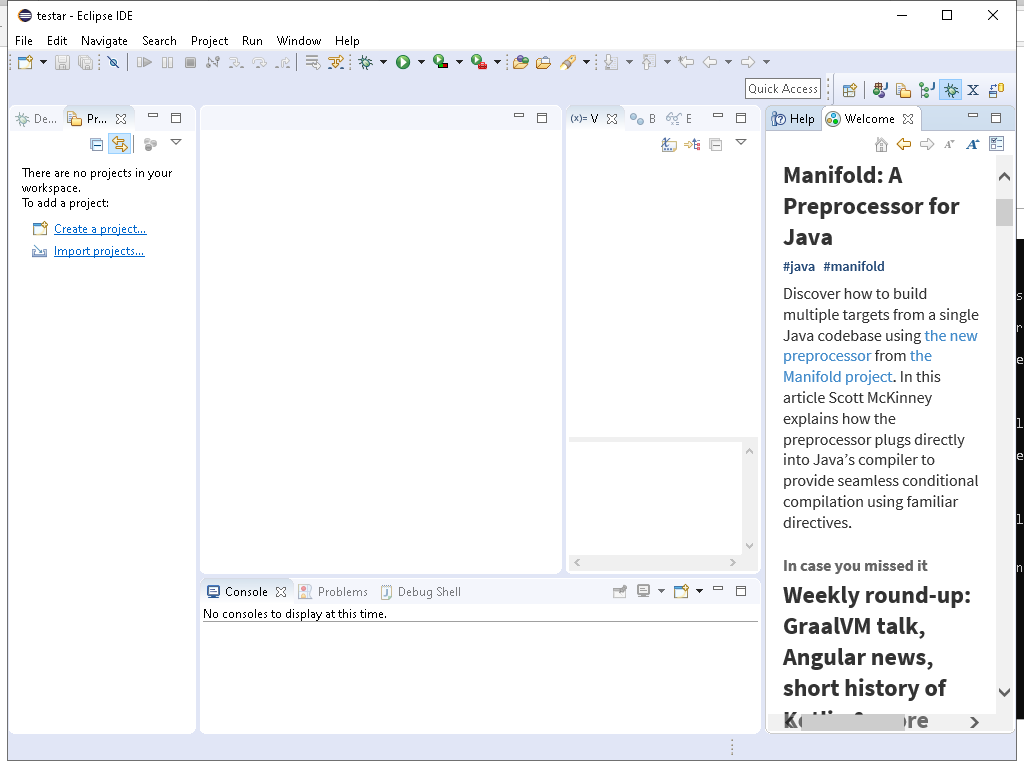 testar - Eclipse IDE
File Edit Navigate Search Project Run Window Help
Quick Access
De... Pr...
There are no projects in your
workspace.
To add a project:
Create a project...
Import projects...
(x)= V B E
Console Problems Debug Shell
No consoles to display at this time.
Help Welcome
Manifold: A
Preprocessor for
Java
#java #manifold
Discover how to build
multiple targets from a single
Java codebase using the new
preprocessor from the
Manifold project. In this
article Scott McKinney
explains how the
preprocessor plugs directly
into Java’s compiler to
provide seamless conditional
compilation using familiar
directives.
In case you missed it
Weekly round-up:
GraalVM talk,
Angular news,
short history of